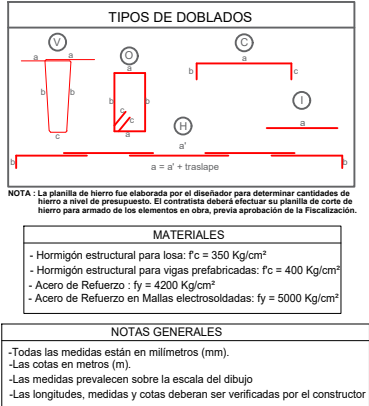 TIPOS DE DOBLADOS
V
O
C
a
a
a
a
b
b
b
b
b
c
c
c
c
a
I
a
H
a'
b
b
a = a' + traslape
NOTA : La planilla de hierro fue elaborada por el diseñador para determinar cantidades de
hierro a nivel de presupuesto. El contratista deberá efectuar su planilla de corte de
hierro para armado de los elementos en obra, previa aprobación de la Fiscalización.
MATERIALES
- Hormigón estructural para losa: f'c = 350 Kg/cm²
- Hormigón estructural para vigas prefabricadas: f'c = 400 Kg/cm²
- Acero de Refuerzo : fy = 4200 Kg/cm²
- Acero de Refuerzo en Mallas electrosoldadas: fy = 5000 Kg/cm²
NOTAS GENERALES
-Todas las medidas están en milímetros (mm).
-Las cotas en metros (m).
-Las medidas prevalecen sobre la escala del dibujo
-Las longitudes, medidas y cotas deberan ser verificadas por el constructor